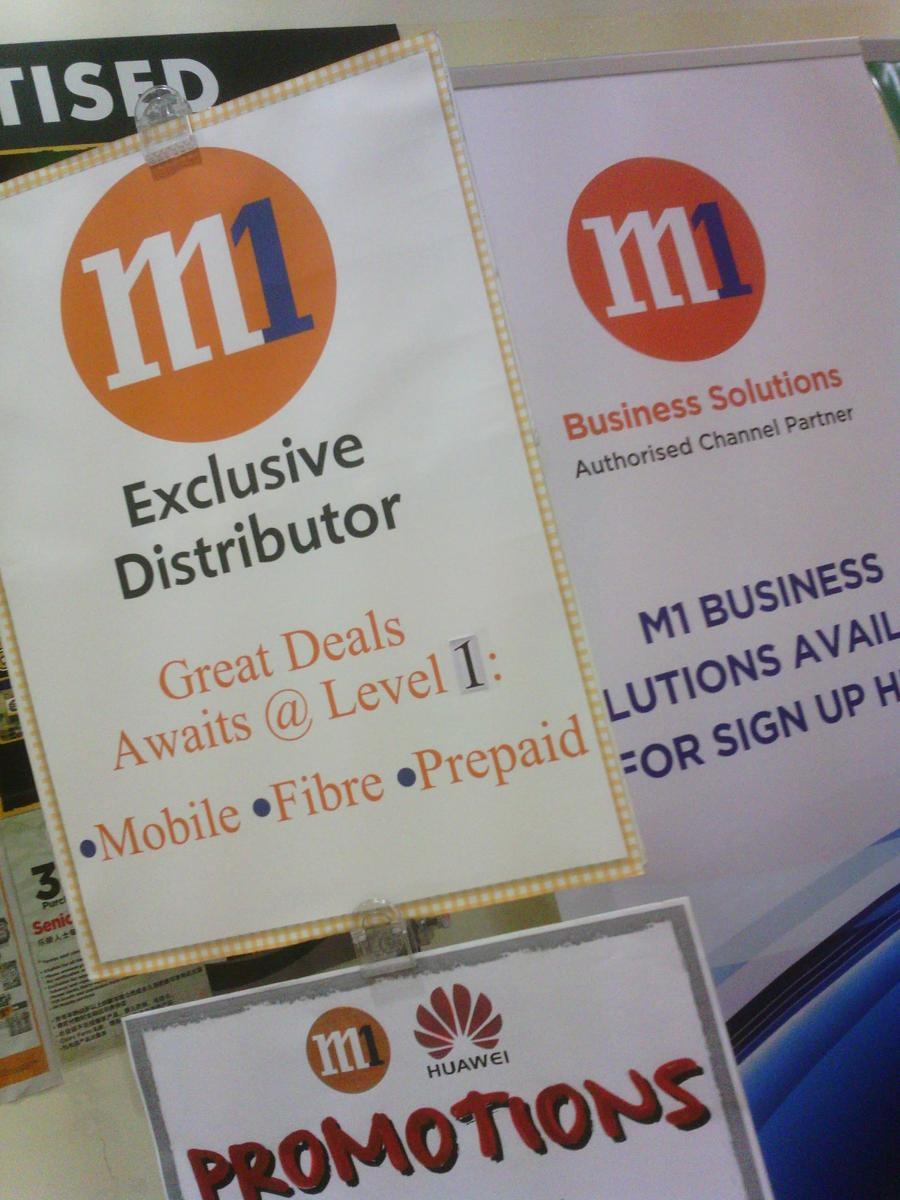 TISED
m1
Exclusive
Distributor
Great Deals
Awaits @ Level 1:
•Mobile •Fibre •Prepaid
m1
Business Solutions
Authorised Channel Partner
M1 BUSINESS
LUTIONS AVAIL
FOR SIGN UP H
3
Purc
Senio
m1
HUAWEI
PROMOTIONS